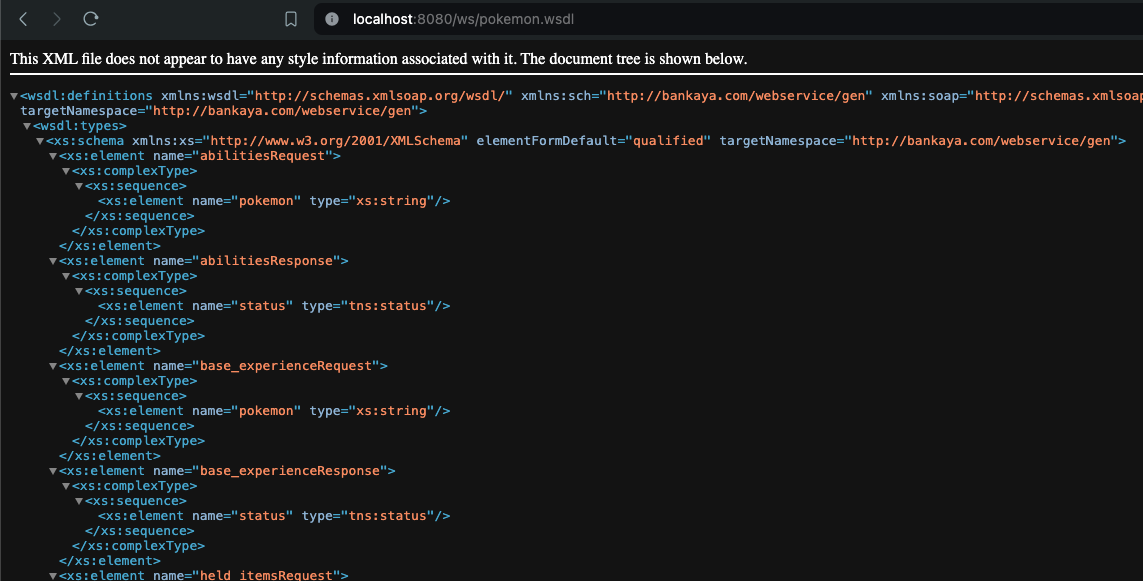 localhost:8080/ws/pokemon.wsdl
This XML file does not appear to have any style information associated with it. The document tree is shown below.
▼<wsdl:definitions xmlns:wsdl="http://schemas.xmlsoap.org/wsdl/" xmlns:sch="http://bankaya.com/webservice/gen" xmlns:soap="http://schemas.xmlsoap
targetNamespace="http://bankaya.com/webservice/gen">
▼<wsdl:types>
▼<xs:schema xmlns:xs="http://www.w3.org/2001/XMLSchema" elementFormDefault="qualified" targetNamespace="http://bankaya.com/webservice/gen">
▼<xs:element name="abilitiesRequest">
▼<xs:complexType>
▼<xs:sequence>
<xs:element name="pokemon" type="xs:string"/>
</xs:sequence>
</xs:complexType>
</xs:element>
▼<xs:element name="abilitiesResponse">
▼<xs:complexType>
▼<xs:sequence>
<xs:element name="status" type="tns:status"/>
</xs:sequence>
</xs:complexType>
</xs:element>
▼<xs:element name="base_experienceRequest">
▼<xs:complexType>
▼<xs:sequence>
<xs:element name="pokemon" type="xs:string"/>
</xs:sequence>
</xs:complexType>
</xs:element>
▼<xs:element name="base_experienceResponse">
▼<xs:complexType>
▼<xs:sequence>
<xs:element name="status" type="tns:status"/>
</xs:sequence>
</xs:complexType>
</xs:element>
▼<xs:element name="held_itemsRequest">